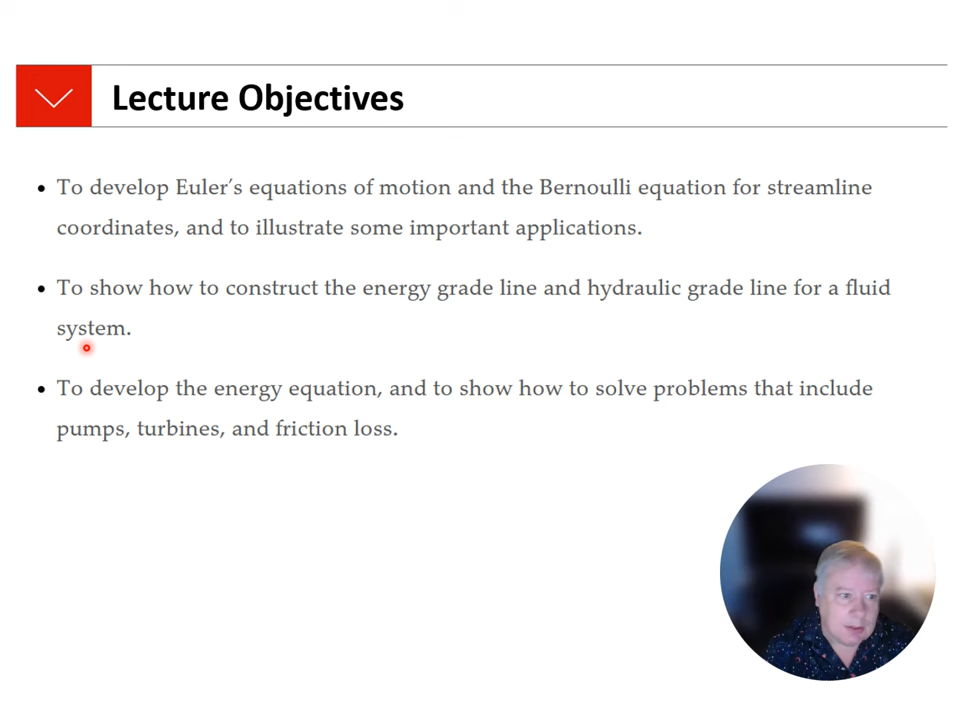 Lecture Objectives
• To develop Euler’s equations of motion and the Bernoulli equation for streamline
coordinates, and to illustrate some important applications.
• To show how to construct the energy grade line and hydraulic grade line for a fluid
system.
• To develop the energy equation, and to show how to solve problems that include
pumps, turbines, and friction loss.